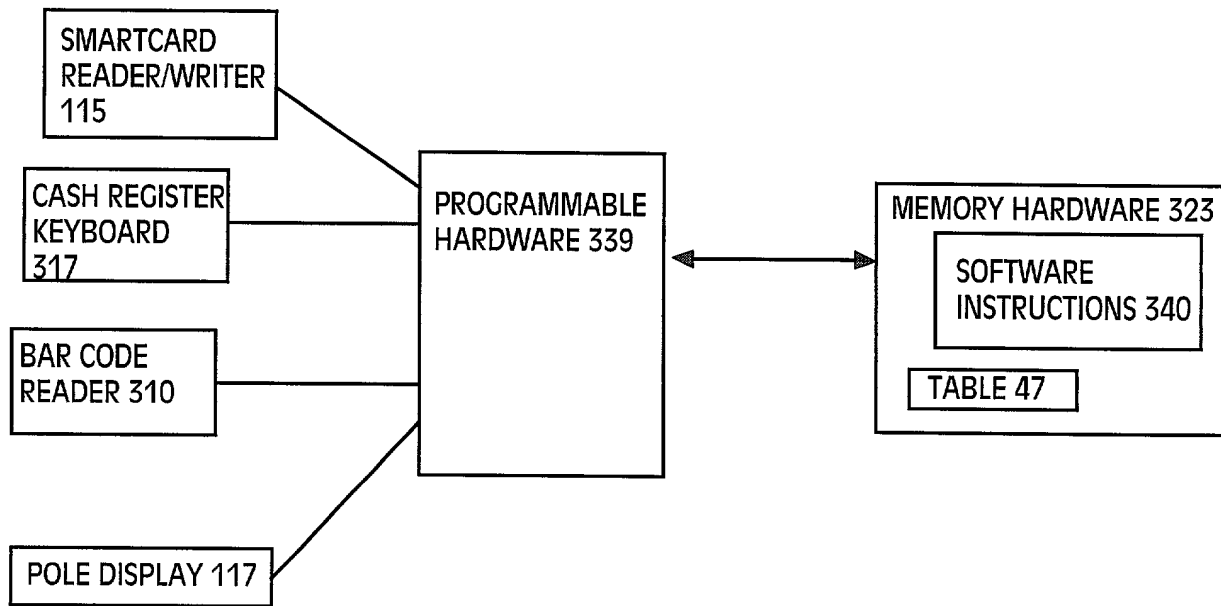 SMARTCARD
READER/WRITER
115
CASH REGISTER
KEYBOARD
317
BAR CODE
READER 310
POLE DISPLAY 117
PROGRAMMABLE
HARDWARE 339
MEMORY HARDWARE 323
SOFTWARE
INSTRUCTIONS 340
TABLE 47